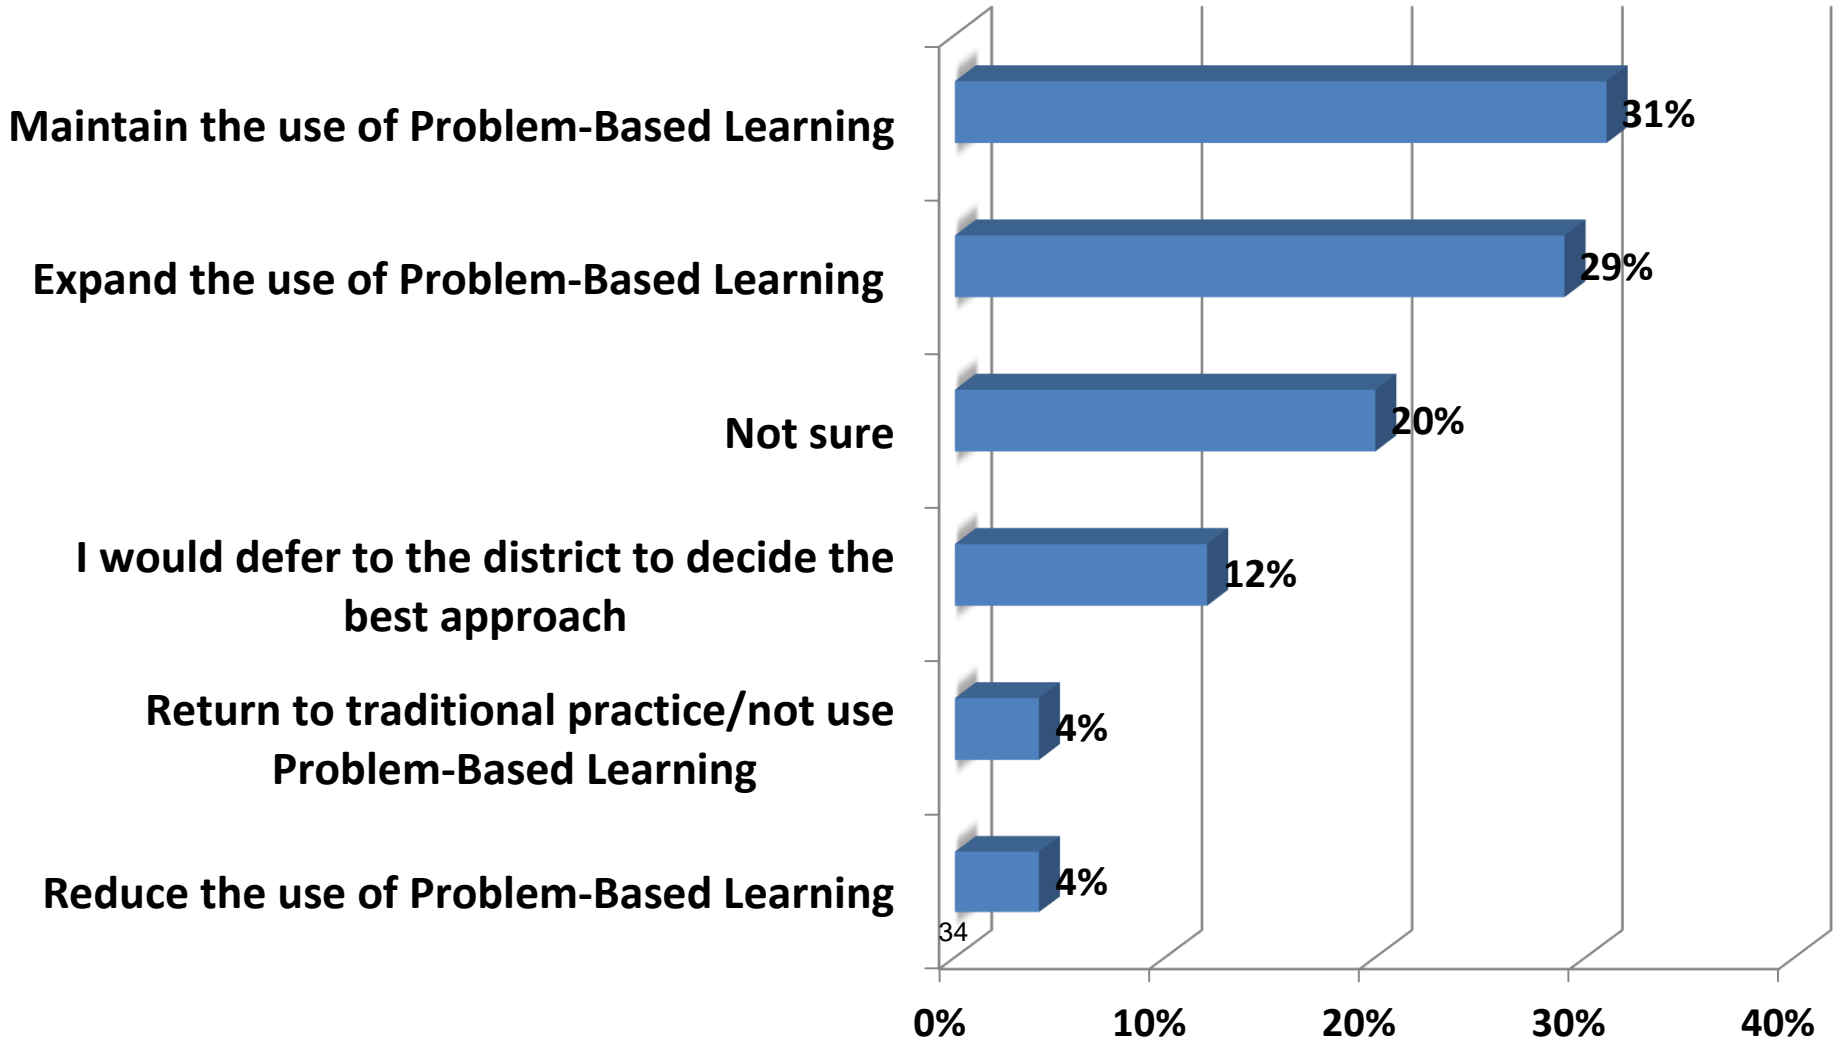 Maintain the use of Problem-Based Learning
31%
Expand the use of Problem-Based Learning
29%
Not sure
20%
I would defer to the district to decide the
best approach
12%
Return to traditional practice/not use
Problem-Based Learning
4%
Reduce the use of Problem-Based Learning
4%
34
0% 10% 20% 30% 40%